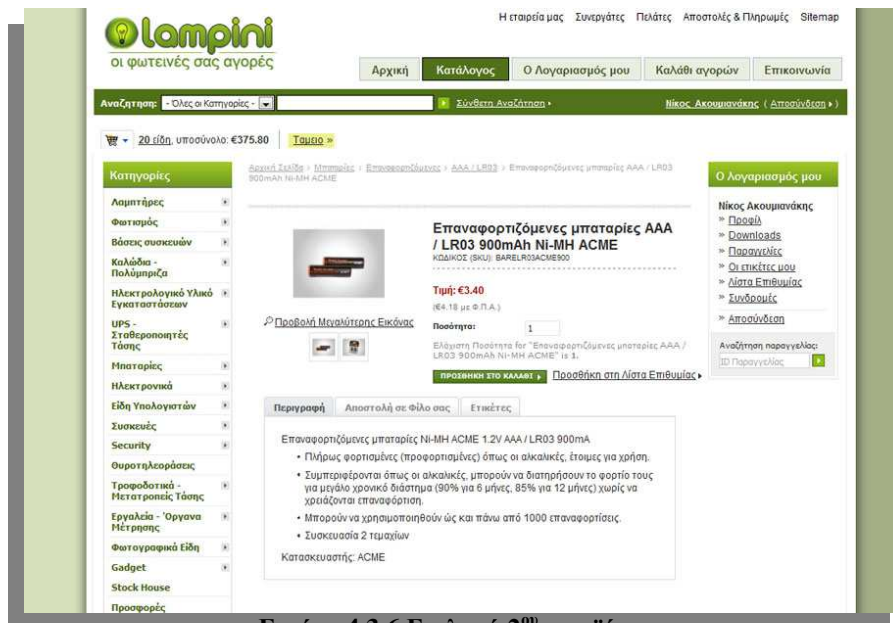 Η εταιρεία μας Συνεργάτες Πελάτες Αποστολές & Πληρωμές Sitemap
lampini
οι φωτεινές σας αγορές
Αρχική Κατάλογος Ο Λογαριασμός μου Καλάθι αγορών Επικοινωνία
Αναζήτηση: - Όλες οι Κατηγορίες - Σύνθετη Αναζήτηση Νίκος Ακουμιανάκης ( Αποσύνδεση )
20 είδη, υποσύνολο: €375.80 Ταμειο »
Κατηγορίες
Λαμπτήρες
Φωτισμός
Βάσεις συσκευών
Καλώδια -
Πολύμπριζα
Ηλεκτρολογικό Υλικό
Εγκαταστάσεων
UPS -
Σταθεροποιητές
Τάσης
Μπαταρίες
Ηλεκτρονικά
Είδη Υπολογιστών
Συσκευές
Security
Θυροτηλεοράσεις
Τροφοδοτικά -
Μετατροπείς Τάσης
Εργαλεία - 'Οργανα
Μέτρησης
Φωτογραφικά Είδη
Gadget
Stock House
Προσφορές
Αρχική Σελίδα › Μπαταρίες › Επαναφορτιζόμενες › AAA / LR03 › Επαναφορτιζόμενες μπαταρίες AAA / LR03
900mAh Ni-MH ACME
Προβολή Μεγαλύτερης Εικόνας
Επαναφορτιζόμενες μπαταρίες AAA
/ LR03 900mAh Ni-MH ACME
ΚΩΔΙΚΟΣ (SKU): BARELR03ACME900
Τιμή: €3.40
(€4.18 με Φ.Π.Α.)
Ποσότητα: 1
Ελάχιστη Ποσότητα for "Επαναφορτιζόμενες μπαταρίες AAA /
LR03 900mAh Ni-MH ACME" is 1.
ΠΡΟΣΘΗΚΗ ΣΤΟ ΚΑΛΑΘΙ Προσθήκη στη Λίστα Επιθυμίας
Περιγραφή Αποστολή σε Φίλο σας Ετικέτες
Επαναφορτιζόμενες μπαταρίες NI-MH ACME 1.2V AAA / LR03 900mA
• Πλήρως φορτισμένες (προφορτισμένες) όπως οι αλκαλικές, έτοιμες για χρήση.
• Συμπεριφέρονται όπως οι αλκαλικές, μπορούν να διατηρήσουν το φορτίο τους
για μεγάλο χρονικό διάστημα (90% για 6 μήνες, 85% για 12 μήνες) χωρίς να
χρειάζονται επαναφόρτιση.
• Μπορούν να χρησιμοποιηθούν ώς και πάνω από 1000 επαναφορτίσεις.
• Συσκευασία 2 τεμαχίων
Κατασκευαστής: ACME
Ο λογαριασμός μου
Νίκος Ακουμιανάκης
» Προφίλ
» Downloads
» Παραγγελίες
» Οι ετικέτες μου
» Λίστα Επιθυμίας
» Συνδρομές
» Αποσύνδεση
Αναζήτηση παραγγελίας:
ID Παραγγελίας